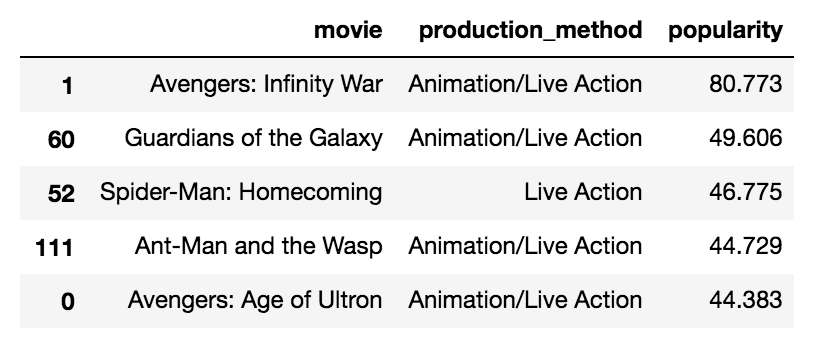 movie production_method popularity
1 Avengers: Infinity War Animation/Live Action 80.773
60 Guardians of the Galaxy Animation/Live Action 49.606
52 Spider-Man: Homecoming Live Action 46.775
111 Ant-Man and the Wasp Animation/Live Action 44.729
0 Avengers: Age of Ultron Animation/Live Action 44.383